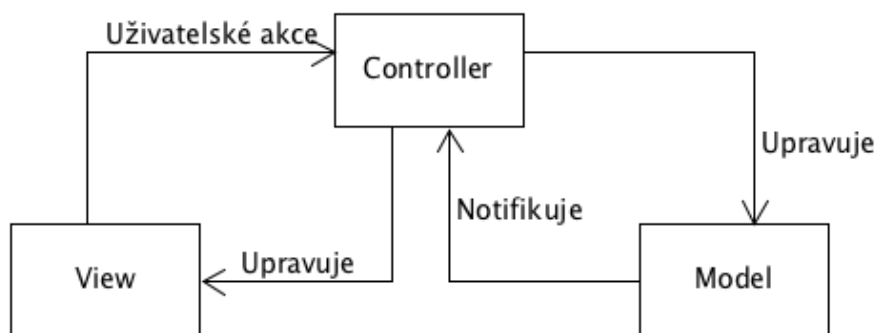 Uživatelské akce
Controller
Upravuje
Notifikuje
Upravuje
View
Model